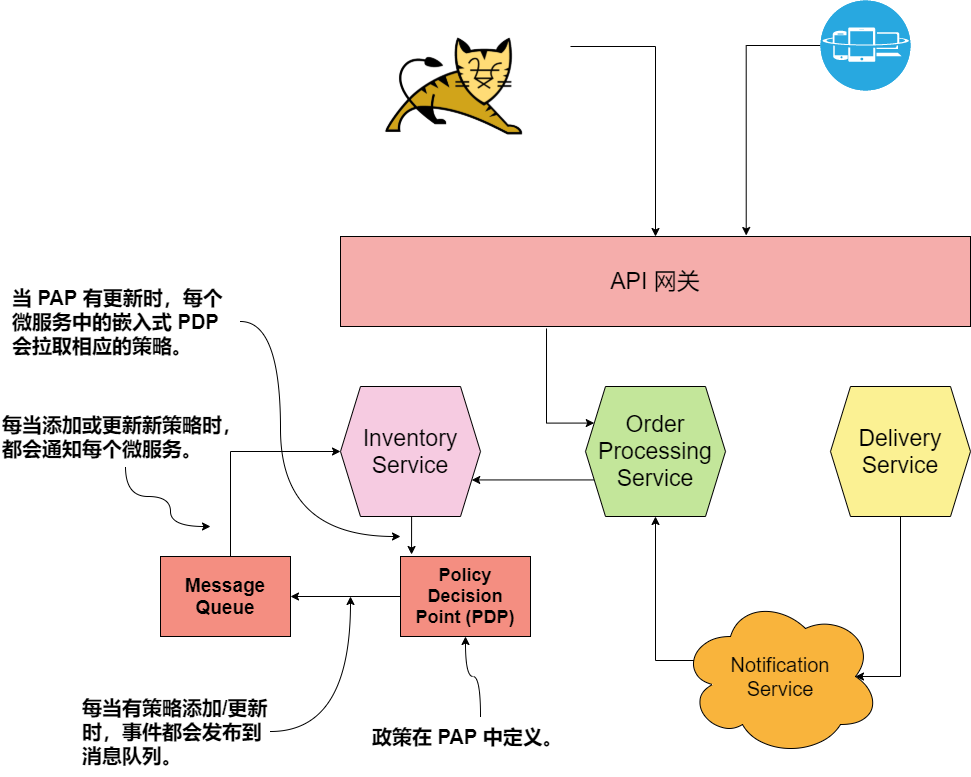 API 网关
当 PAP 有更新时，每个
微服务中的嵌入式 PDP
会拉取相应的策略。
每当添加或更新新策略时，
都会通知每个微服务。
Inventory
Service
Order
Processing
Service
Delivery
Service
Message
Queue
Policy
Decision
Point (PDP)
Notification
Service
每当有策略添加/更新
时，事件都会发布到
消息队列。
政策在 PAP 中定义。